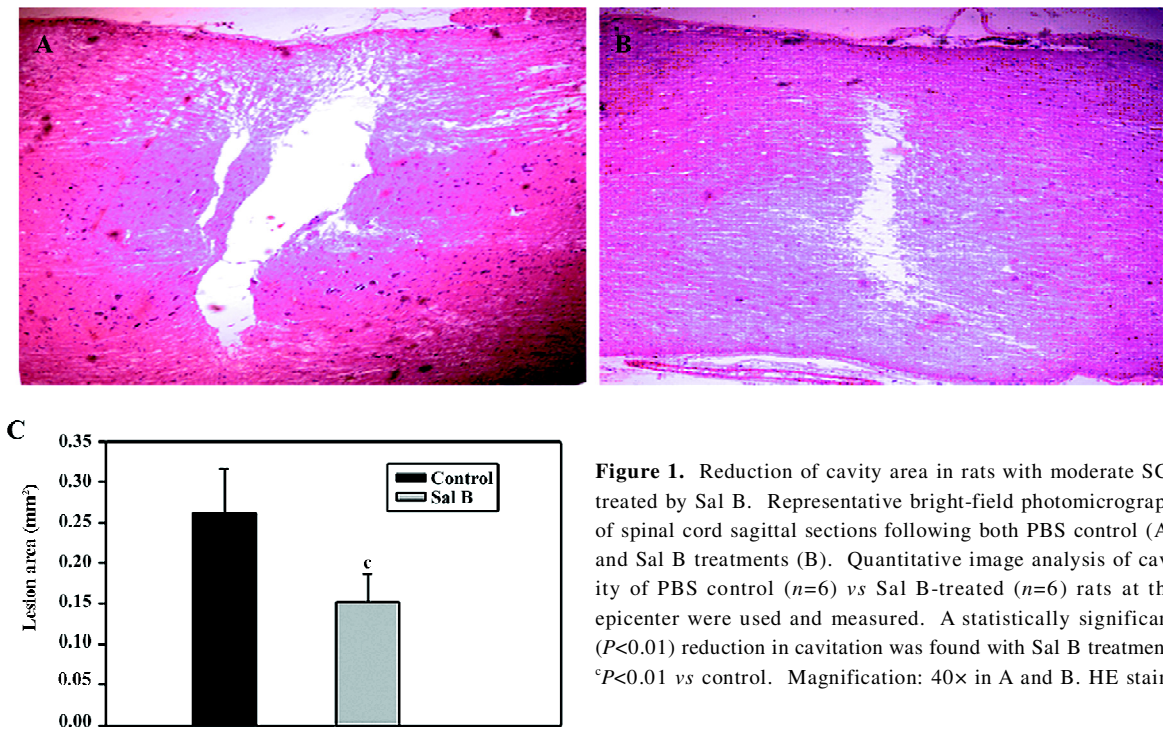 A
B
C
0.35
0.30
0.25
0.20
0.15
0.10
0.05
0.00
Lesion area (mm²)
Control
Sal B
c
Figure 1. Reduction of cavity area in rats with moderate
treated by Sal B. Representative bright-field
of spinal cord sagittal sections following both PBS control (A
and Sal B treatments (B). Quantitative image analysis of cav
ity of PBS control (n=6) vs Sal B-treated (n=6) rats at th
epicenter were used and measured. A statistically significan
(P<0.01) reduction in cavitation was found with Sal B treatmen
ᶜP<0.01 vs control. Magnification: 40× in A and B. HE stain